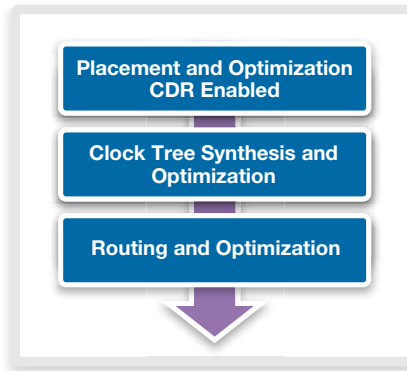 Placement and Optimization
CDR Enabled
Clock Tree Synthesis and
Optimization
Routing and Optimization